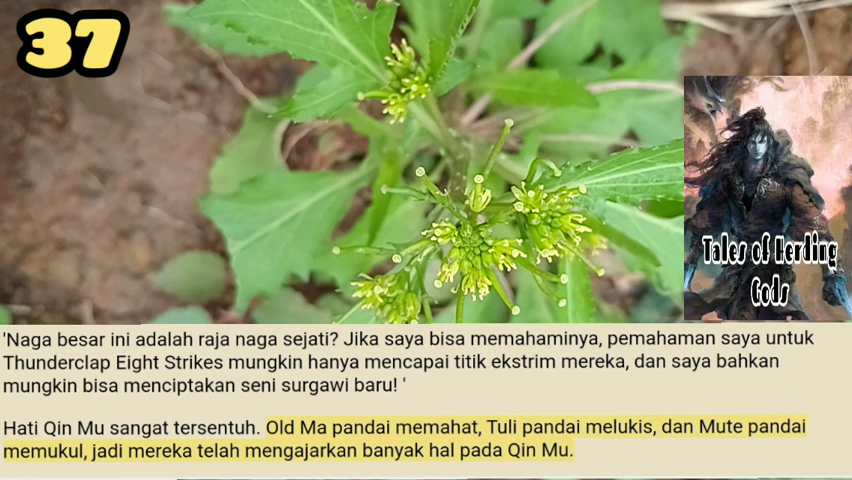 37
Tales of Herding
Gods
'Naga besar ini adalah raja naga sejati? Jika saya bisa memahaminya, pemahaman saya untuk
Thunderclap Eight Strikes mungkin hanya mencapai titik ekstrim mereka, dan saya bahkan
mungkin bisa menciptakan seni surgawi baru! '
Hati Qin Mu sangat tersentuh. Old Ma pandai memahat, Tuli pandai melukis, dan Mute pandai
memukul, jadi mereka telah mengajarkan banyak hal pada Qin Mu.